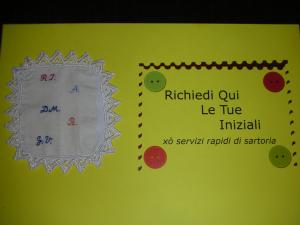 R.T.
A.
D.M.
B.
G.V.
Richiedi Qui
Le Tue
Iniziali
xò servizi rapidi di sartoria